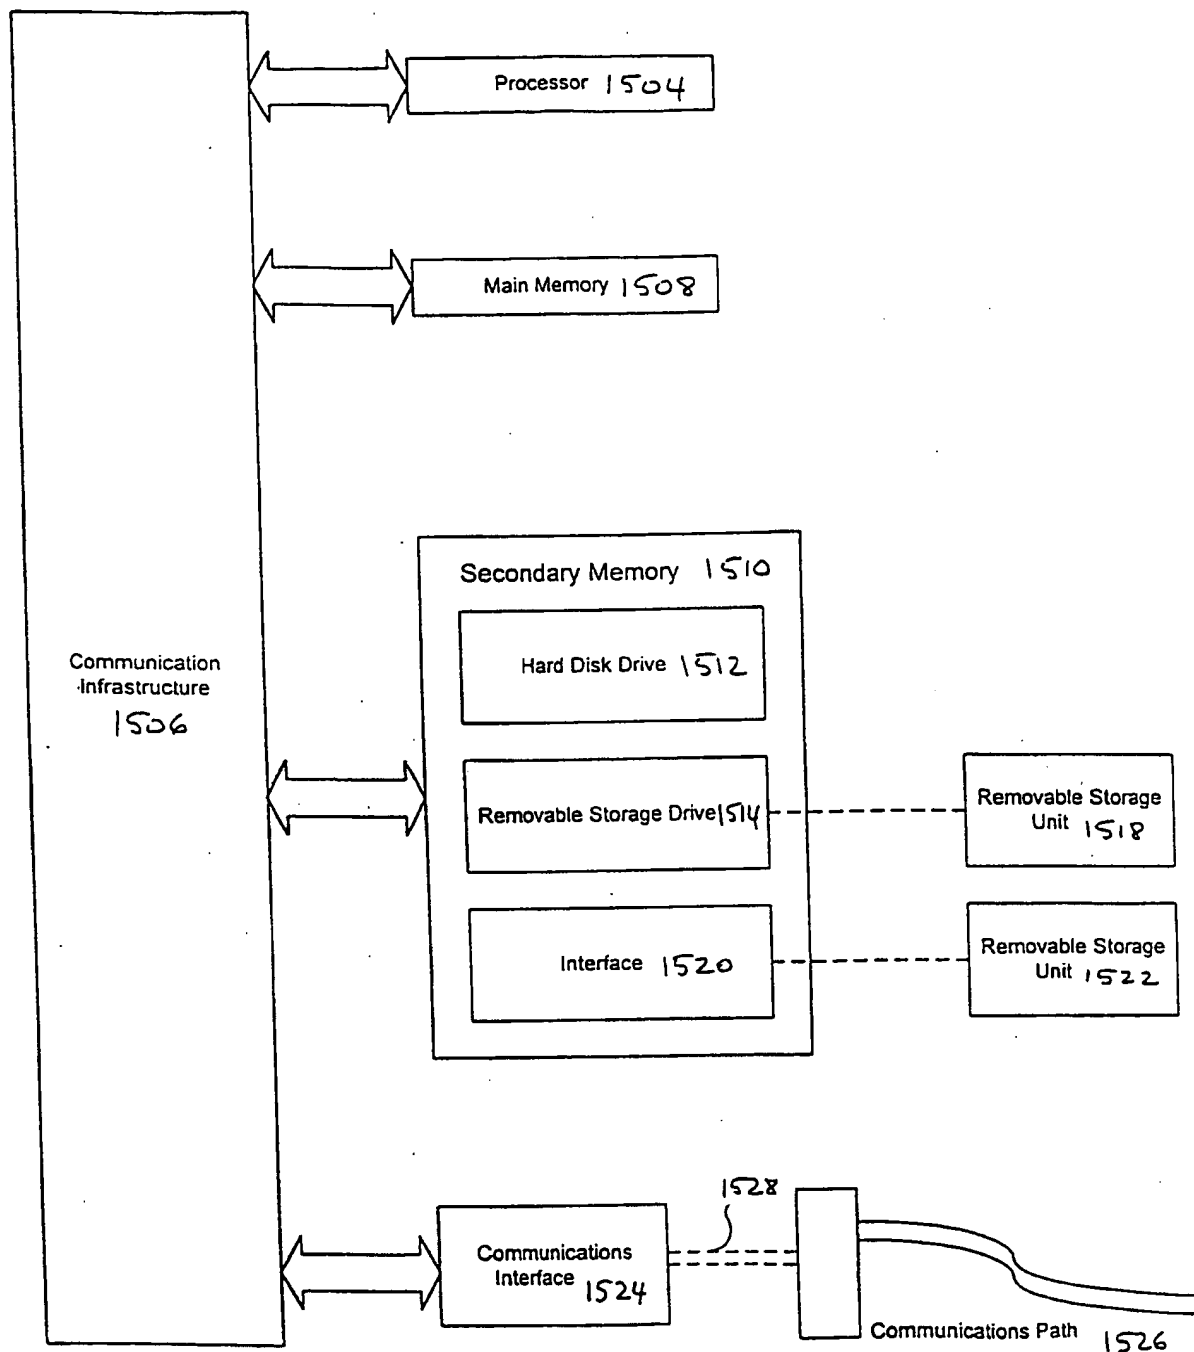 Processor 1504
Main Memory 1508
Secondary Memory 1510
Hard Disk Drive 1512
Communication
Infrastructure
1506
Removable Storage Drive 1514
Removable Storage
Unit 1518
Interface 1520
Removable Storage
Unit 1522
1528
Communications
Interface 1524
Communications Path 1526